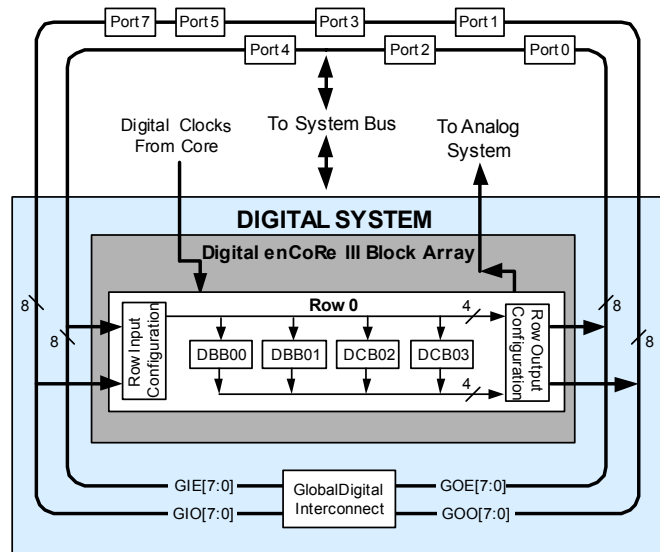 Port 7
Port 5
Port 3
Port 1
Port 4
Port 2
Port 0
Digital Clocks
From Core
To System Bus
To Analog
System
DIGITAL SYSTEM
Digital enCoRe III Block Array
8
8
8
8
Row 0
4
Row Input
Configuration
DBB00
DBB01
DCB02
DCB03
4
Row Output
Configuration
GIE[7:0]
GIO[7:0]
GlobalDigital
Interconnect
GOE[7:0]
GOO[7:0]